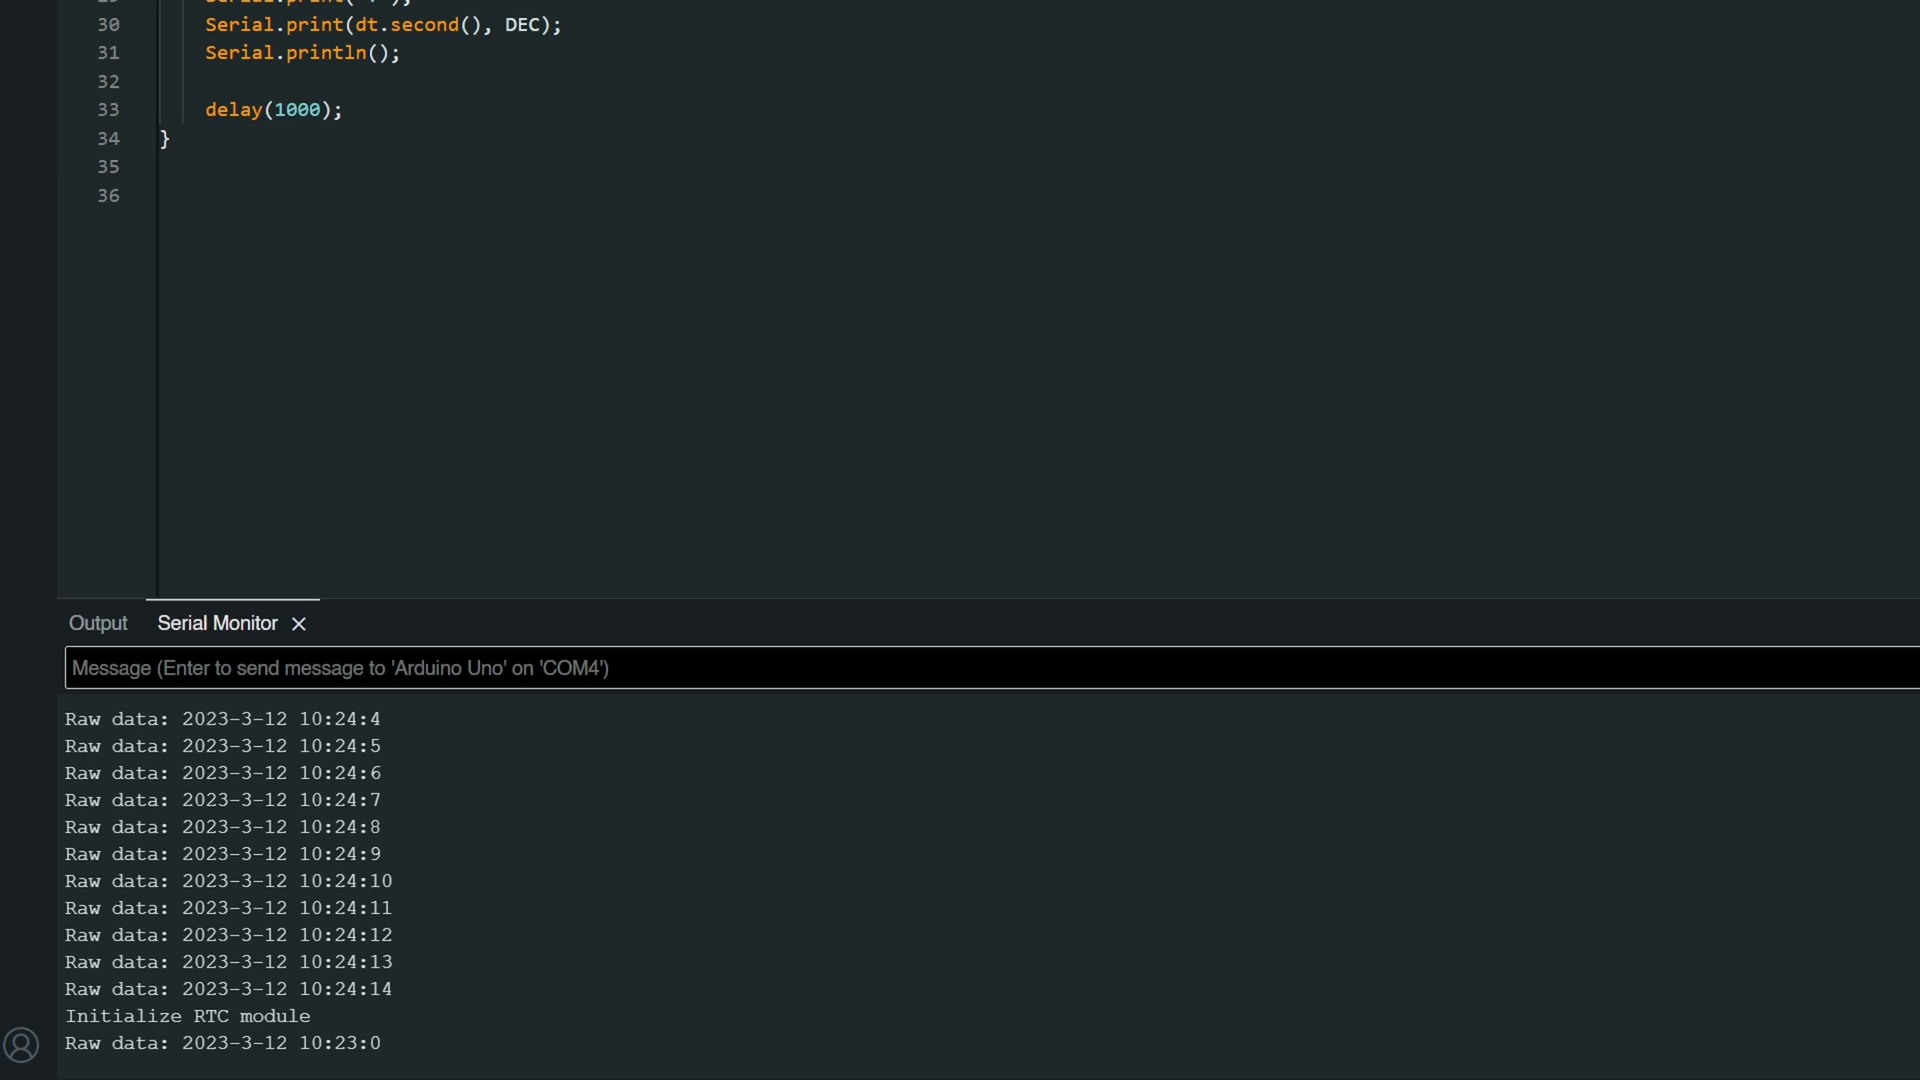 30 Serial.print(dt.second(), DEC);
31 Serial.println();
32
33 delay(1000);
34 }
35
36
Output Serial Monitor
Message (Enter to send message to 'Arduino Uno' on 'COM4')
Raw data: 2023-3-12 10:24:4
Raw data: 2023-3-12 10:24:5
Raw data: 2023-3-12 10:24:6
Raw data: 2023-3-12 10:24:7
Raw data: 2023-3-12 10:24:8
Raw data: 2023-3-12 10:24:9
Raw data: 2023-3-12 10:24:10
Raw data: 2023-3-12 10:24:11
Raw data: 2023-3-12 10:24:12
Raw data: 2023-3-12 10:24:13
Raw data: 2023-3-12 10:24:14
Initialize RTC module
Raw data: 2023-3-12 10:23:0